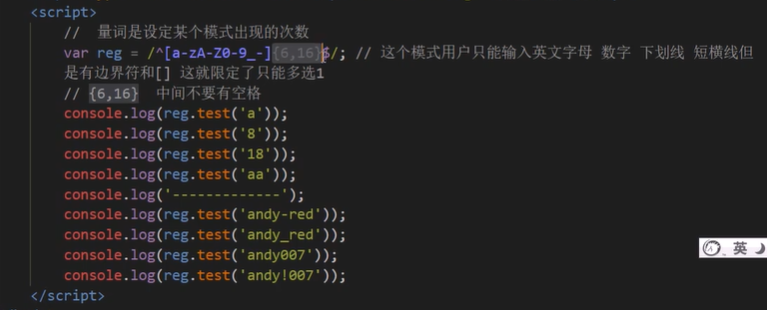 <script>
// 量词是设定某个模式出现的次数
var reg = /^[a-zA-Z0-9_-]{6,16}$/; // 这个模式用户只能输入英文字母 数字 下划线 短横线但
是有边界符和[] 这就限定了只能多选1
// {6,16} 中间不要有空格
console.log(reg.test('a'));
console.log(reg.test('8'));
console.log(reg.test('18'));
console.log(reg.test('aa'));
console.log('-------------');
console.log(reg.test('andy-red'));
console.log(reg.test('andy_red'));
console.log(reg.test('andy007'));
console.log(reg.test('andy!007'));
</script>
英